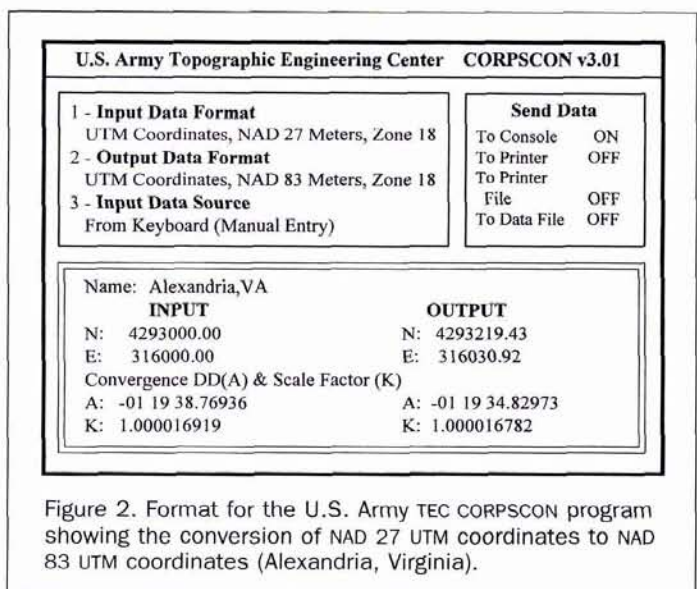 U.S. Army Topographic Engineering Center CORPSCON v3.01
1 - Input Data Format
UTM Coordinates, NAD 27 Meters, Zone 18
2 - Output Data Format
UTM Coordinates, NAD 83 Meters, Zone 18
3 - Input Data Source
From Keyboard (Manual Entry)
Send Data
To Console ON
To Printer OFF
To Printer
File OFF
To Data File OFF
Name: Alexandria,VA
INPUT OUTPUT
N: 4293000.00 N: 4293219.43
E: 316000.00 E: 316030.92
Convergence DD(A) & Scale Factor (K)
A: -01 19 38.76936 A: -01 19 34.82973
K: 1.000016919 K: 1.000016782
Figure 2. Format for the U.S. Army TEC CORPSCON program
showing the conversion of NAD 27 UTM coordinates to NAD
83 UTM coordinates (Alexandria, Virginia).